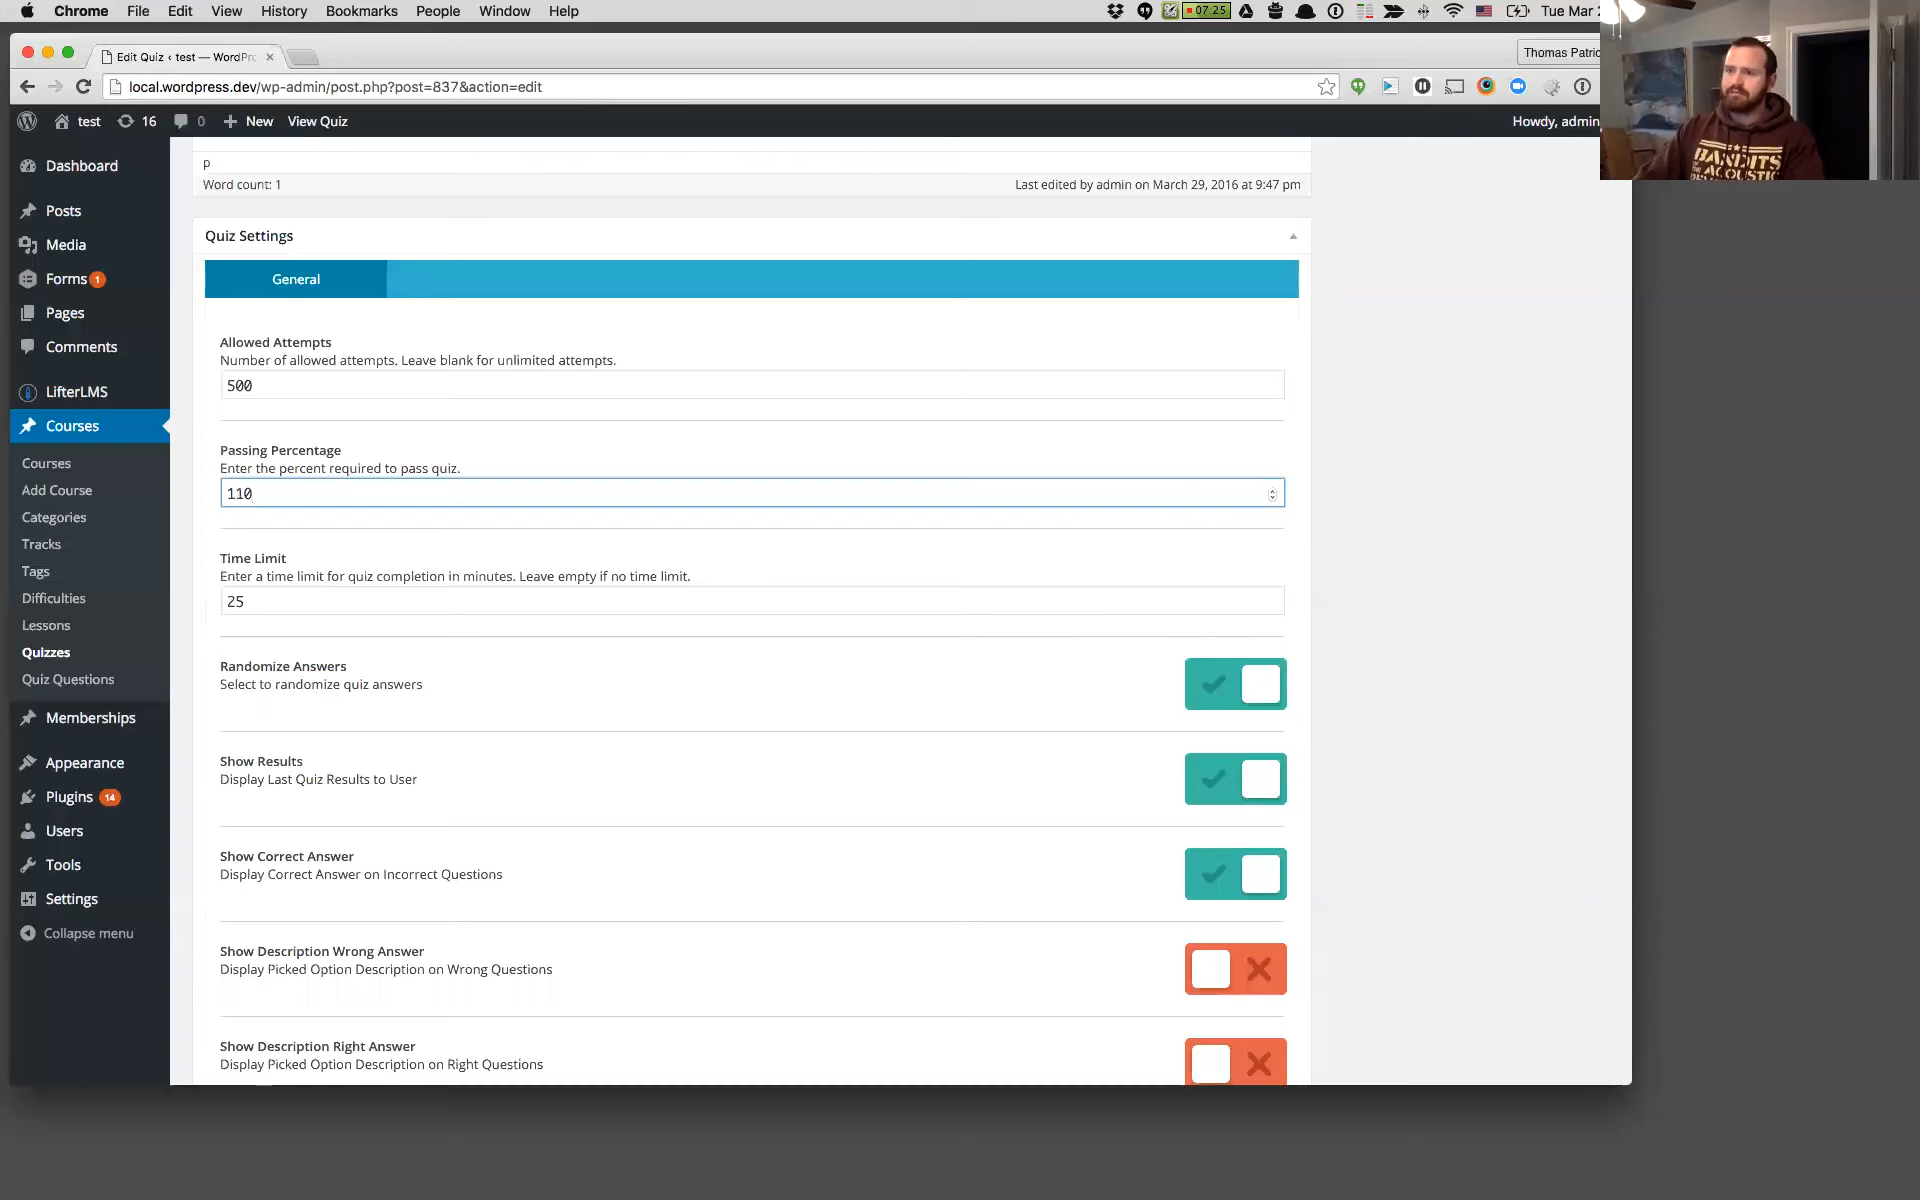 Chrome File Edit View History Bookmarks People Window Help 07:25 Tue Mar
Edit Quiz ‹ test — WordPr
Thomas Patric
local.wordpress.dev/wp-admin/post.php?post=837&action=edit
test 16 0 New View Quiz Howdy, admin
BANDITS
OF THE
ACOUSTIC
Dashboard
Posts
Media
Forms 1
Pages
Comments
LifterLMS
Courses
Courses
Add Course
Categories
Tracks
Tags
Difficulties
Lessons
Quizzes
Quiz Questions
Memberships
Appearance
Plugins 14
Users
Tools
Settings
Collapse menu
p
Word count: 1 Last edited by admin on March 29, 2016 at 9:47 pm
Quiz Settings
General
Allowed Attempts
Number of allowed attempts. Leave blank for unlimited attempts.
500
Passing Percentage
Enter the percent required to pass quiz.
110
Time Limit
Enter a time limit for quiz completion in minutes. Leave empty if no time limit.
25
Randomize Answers
Select to randomize quiz answers
Show Results
Display Last Quiz Results to User
Show Correct Answer
Display Correct Answer on Incorrect Questions
Show Description Wrong Answer
Display Picked Option Description on Wrong Questions
Show Description Right Answer
Display Picked Option Description on Right Questions